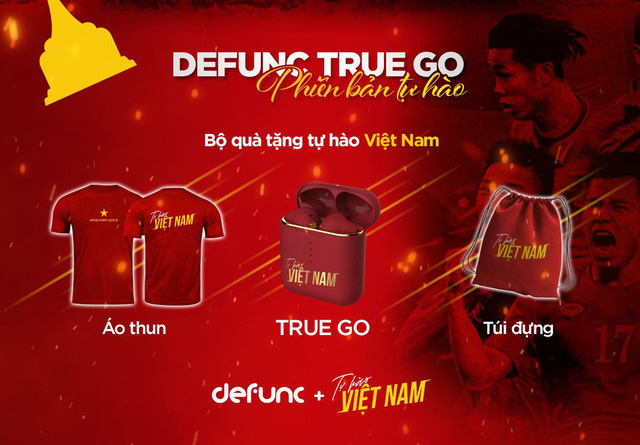 DEFUNC TRUE GO
Phiên bản tự hào
Bộ quà tặng tự hào Việt Nam
Tự hào
VIỆT NAM
Tự hào
VIỆT NAM
Tự hào
VIỆT NAM
Áo thun
TRUE GO
Túi đựng
17
defunc + Tự hào
VIỆT NAM